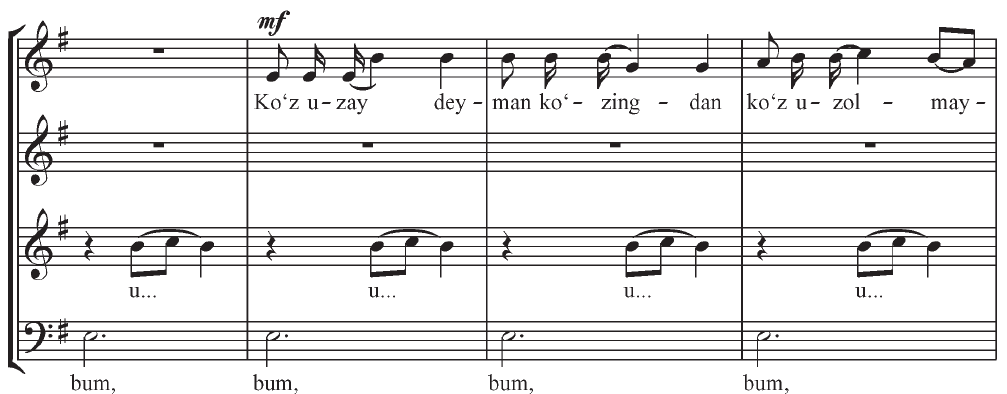 mf
Ko‘z u-zay dey-man ko‘-zing-dan ko‘z u-zol-may-
u... u... u... u...
bum, bum, bum, bum,